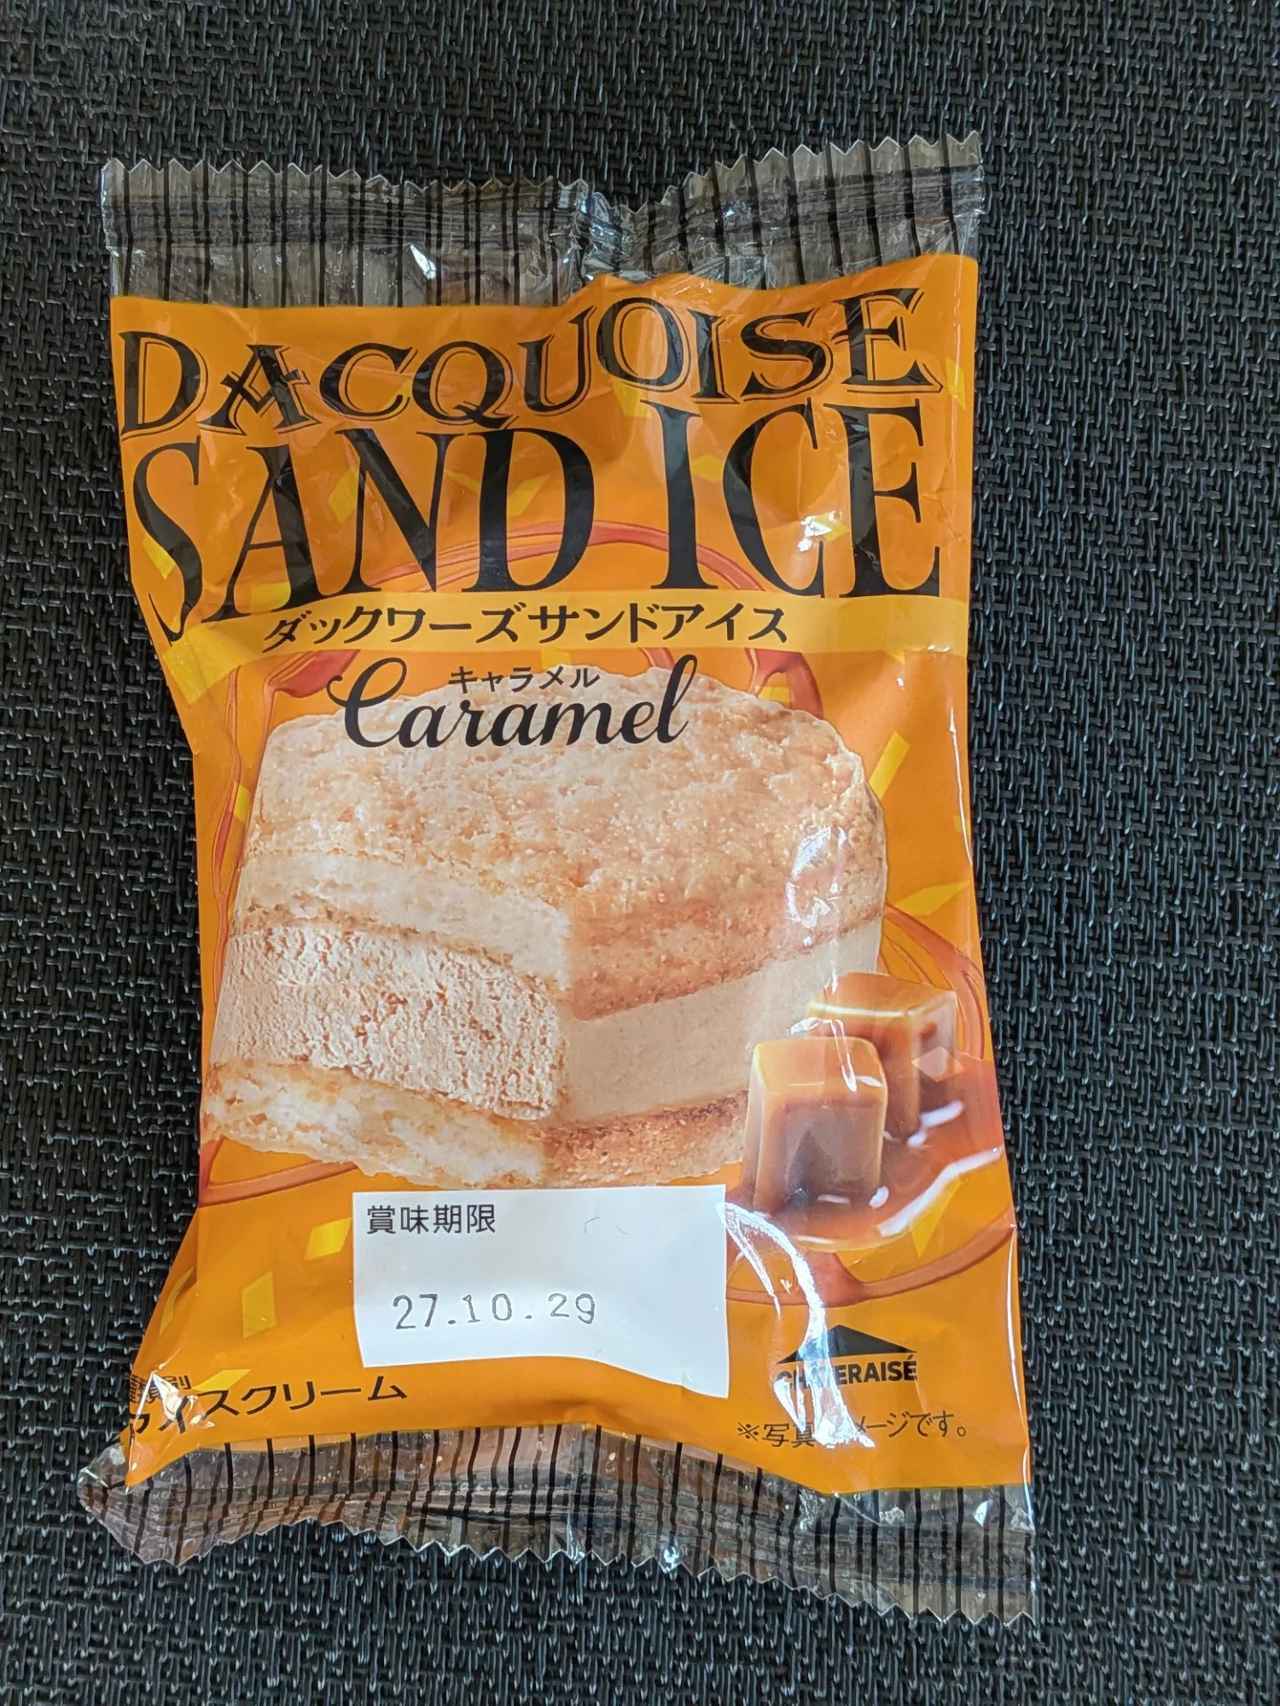 DACQUOISE
SAND ICE
ダックワーズサンドアイス
キャラメル
Caramel
賞味期限
27.10.29
アイスクリーム
CHATERAISÉ
※写真イメージです。